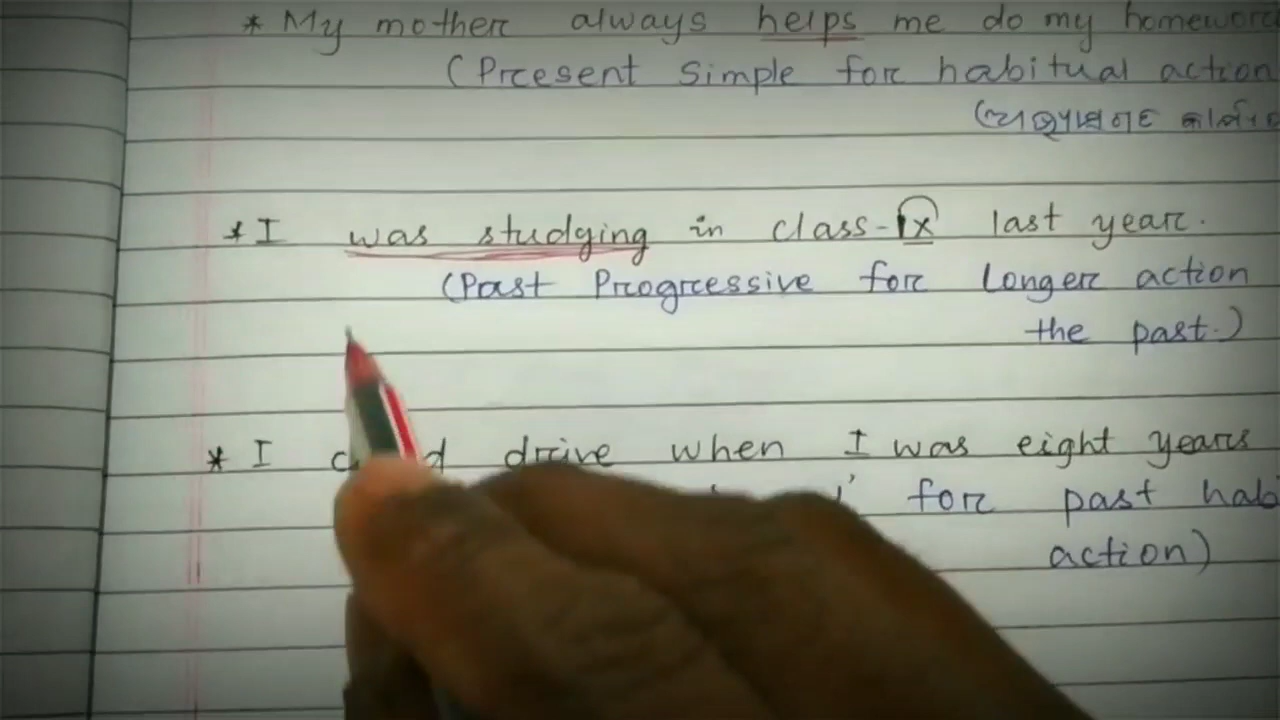 * My mother always helps me do my homework
(Present Simple for habitual action
* I was studying in class-IX last year.
(Past Progressive for Longer action
the past.)
* I could drive when I was eight years
for past hab
action)